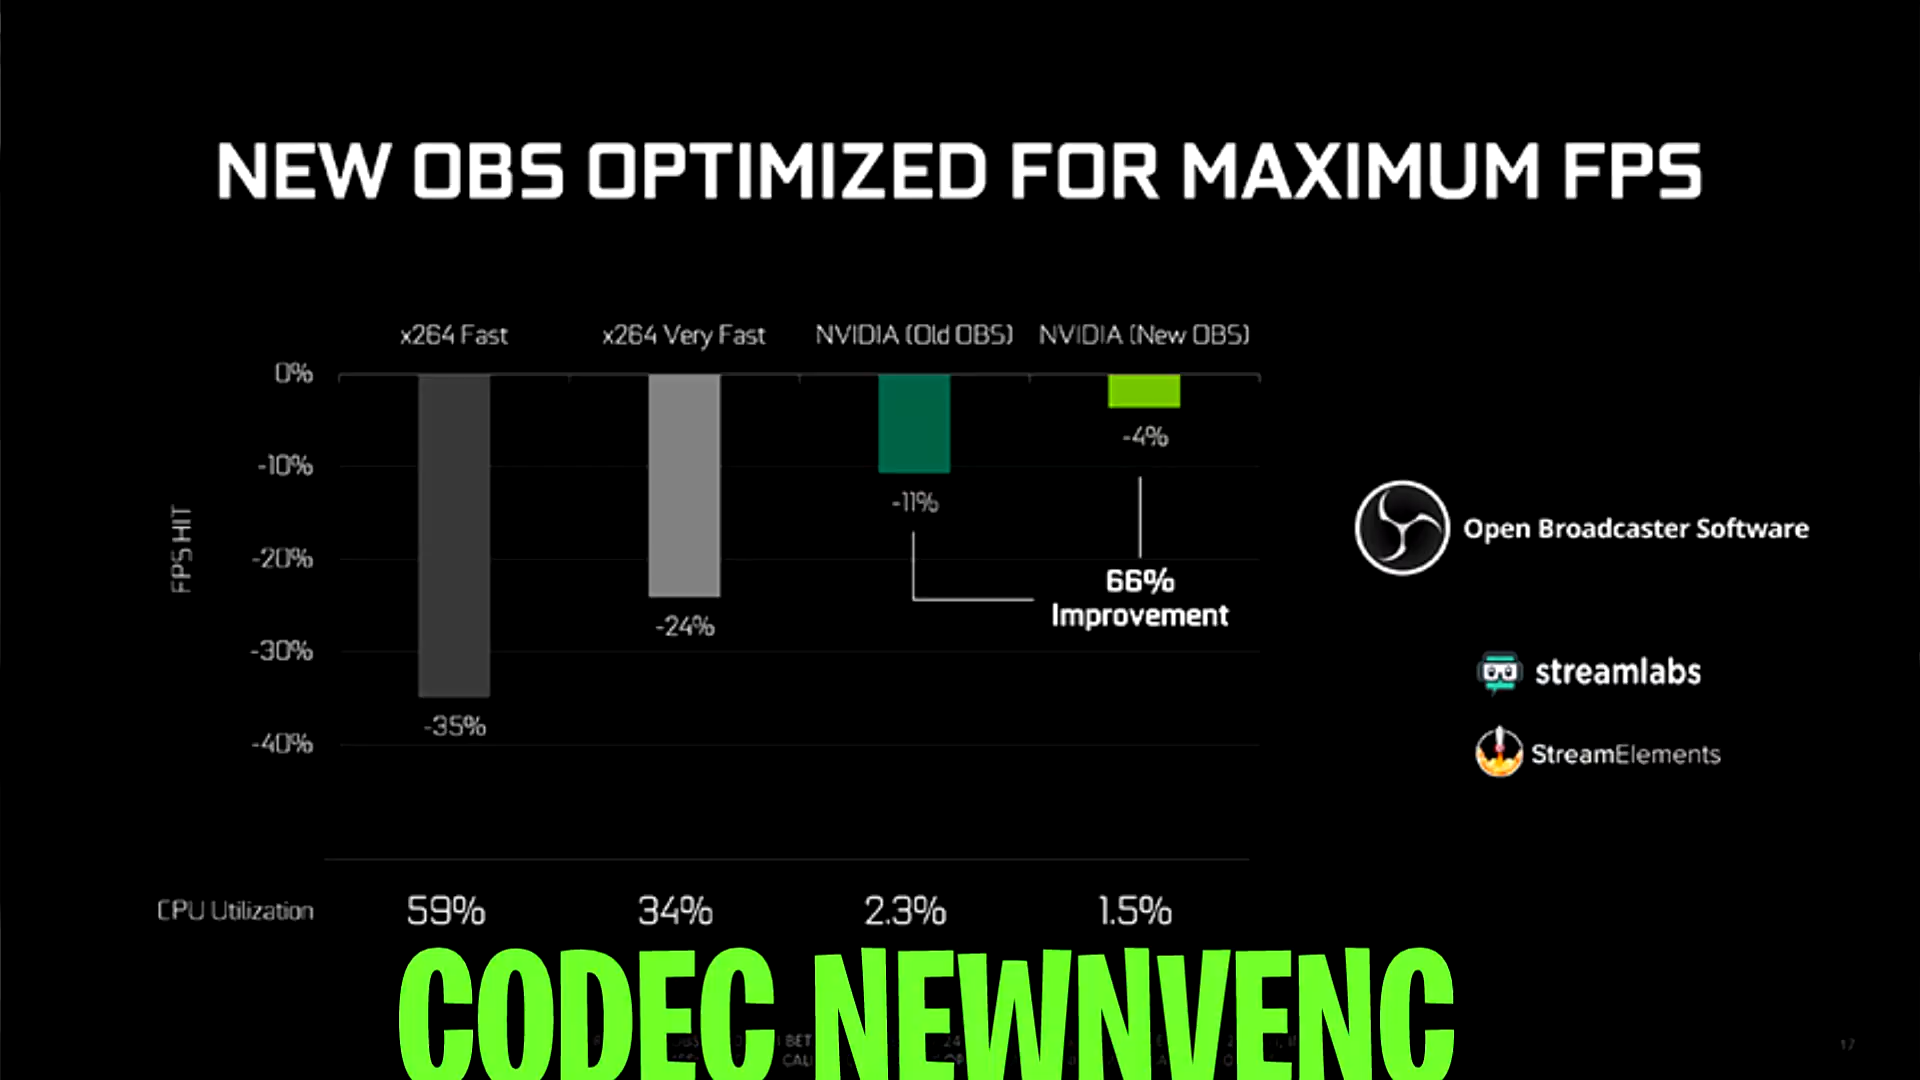 NEW OBS OPTIMIZED FOR MAXIMUM FPS
x264 Fast x264 Very Fast NVIDIA (Old OBS) NVIDIA (New OBS)
0%
-10%
-20%
-30%
-40%
FPS HIT
-35%
-24%
-11%
-4%
66%
Improvement
Open Broadcaster Software
streamlabs
StreamElements
CPU Utilization 59% 34% 2.3% 1.5%
CODEC NEWNVENC
17